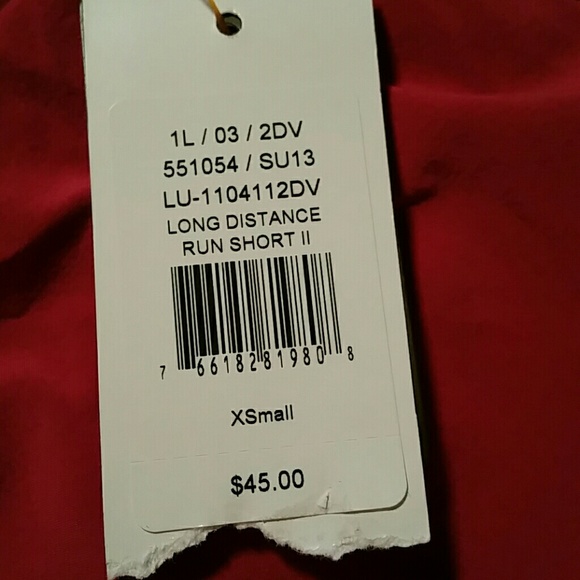 1L / 03 / 2DV
551054 / SU13
LU-1104112DV
LONG DISTANCE
RUN SHORT II
7 66182 81980 8
XSmall
$45.00